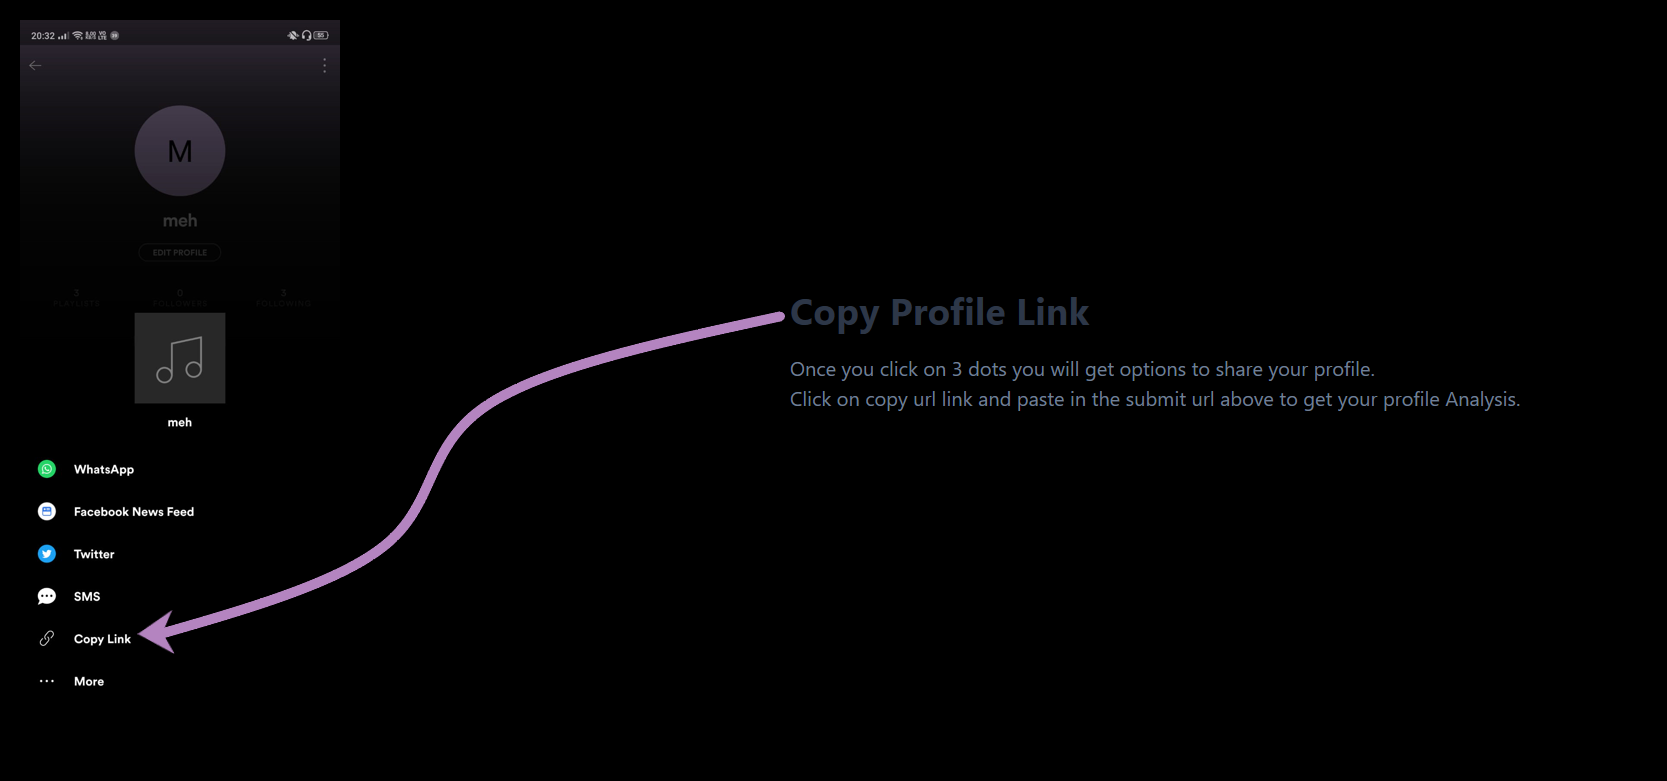 20:32
M
meh
EDIT PROFILE
3 0 3
PLAYLISTS FOLLOWERS FOLLOWING
meh
WhatsApp
Facebook News Feed
Twitter
SMS
Copy Link
More
Copy Profile Link
Once you click on 3 dots you will get options to share your profile.
Click on copy url link and paste in the submit url above to get your profile Analysis.